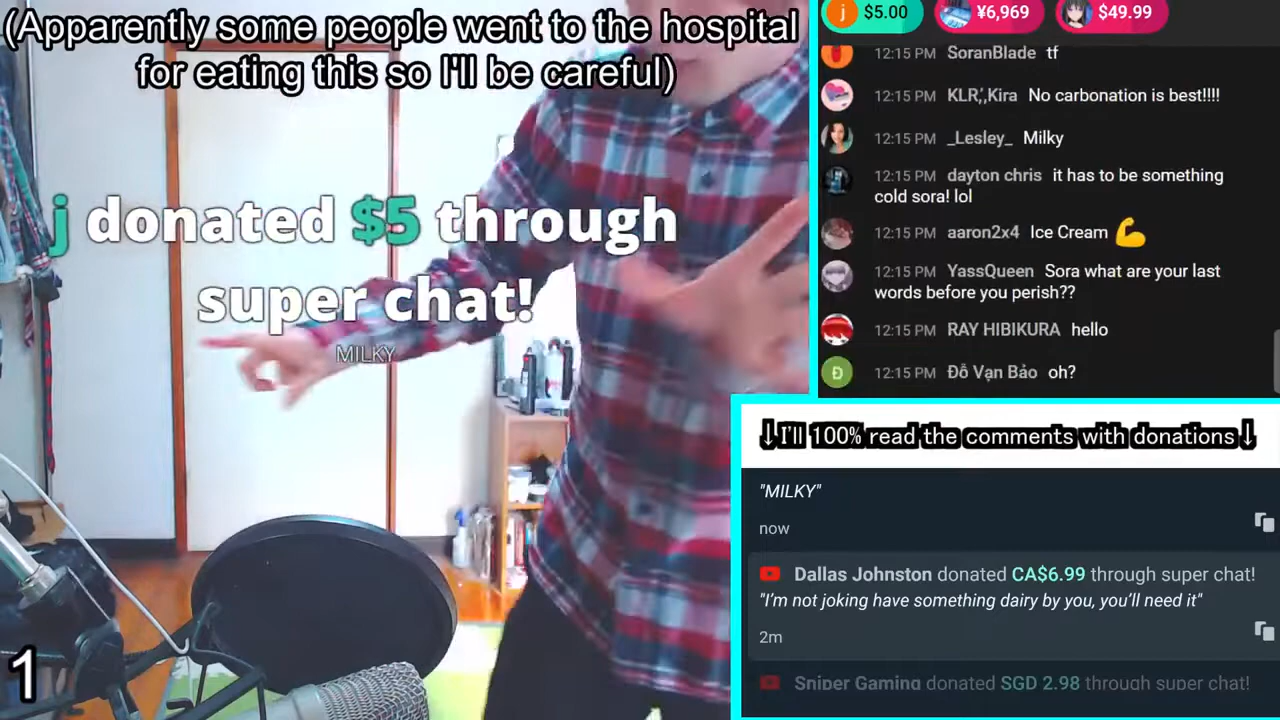 (Apparently some people went to the hospital
for eating this so I'll be careful)
j donated $5 through
super chat!
MILKY
1
j $5.00 ¥6,969 $49.99
12:15 PM SoranBlade tf
12:15 PM KLR;,Kira No carbonation is best!!!!
12:15 PM _Lesley_ Milky
12:15 PM dayton chris it has to be something
cold sora! lol
12:15 PM aaron2x4 Ice Cream 💪
12:15 PM YassQueen Sora what are your last
words before you perish??
12:15 PM RAY HIBIKURA hello
Đ 12:15 PM Đỗ Vạn Bảo oh?
↓I'll 100% read the comments with donations↓
"MILKY"
now
Dallas Johnston donated CA$6.99 through super chat!
"I'm not joking have something dairy by you, you'll need it"
2m
Sniper Gaming donated SGD 2.98 through super chat!